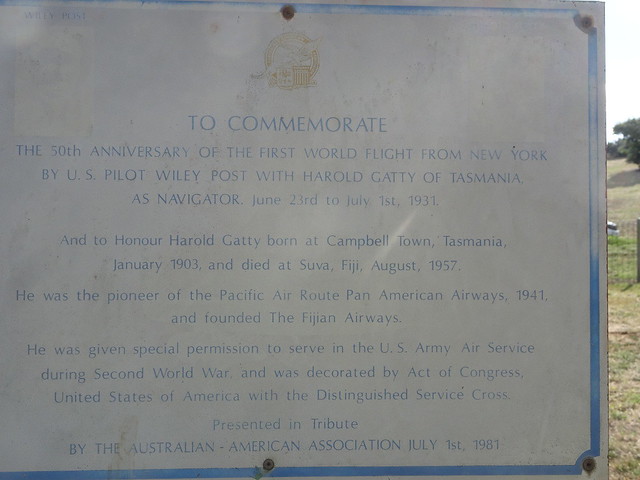 WILEY POST
TO COMMEMORATE
THE 50th ANNIVERSARY OF THE FIRST WORLD FLIGHT FROM NEW YORK
BY U.S. PILOT WILEY POST WITH HAROLD GATTY OF TASMANIA.
AS NAVIGATOR. June 23rd to July 1st, 1931.
And to Honour Harold Gatty born at Campbell Town, Tasmania,
January 1903, and died at Suva, Fiji, August, 1957.
He was the pioneer of the Pacific Air Route Pan American Airways, 1941,
and founded The Fijian Airways.
He was given special permission to serve in the U.S. Army Air Service
during Second World War, and was decorated by Act of Congress,
United States of America with the Distinguished Service Cross.
Presented in Tribute
BY THE AUSTRALIAN - AMERICAN ASSOCIATION JULY 1st, 1981